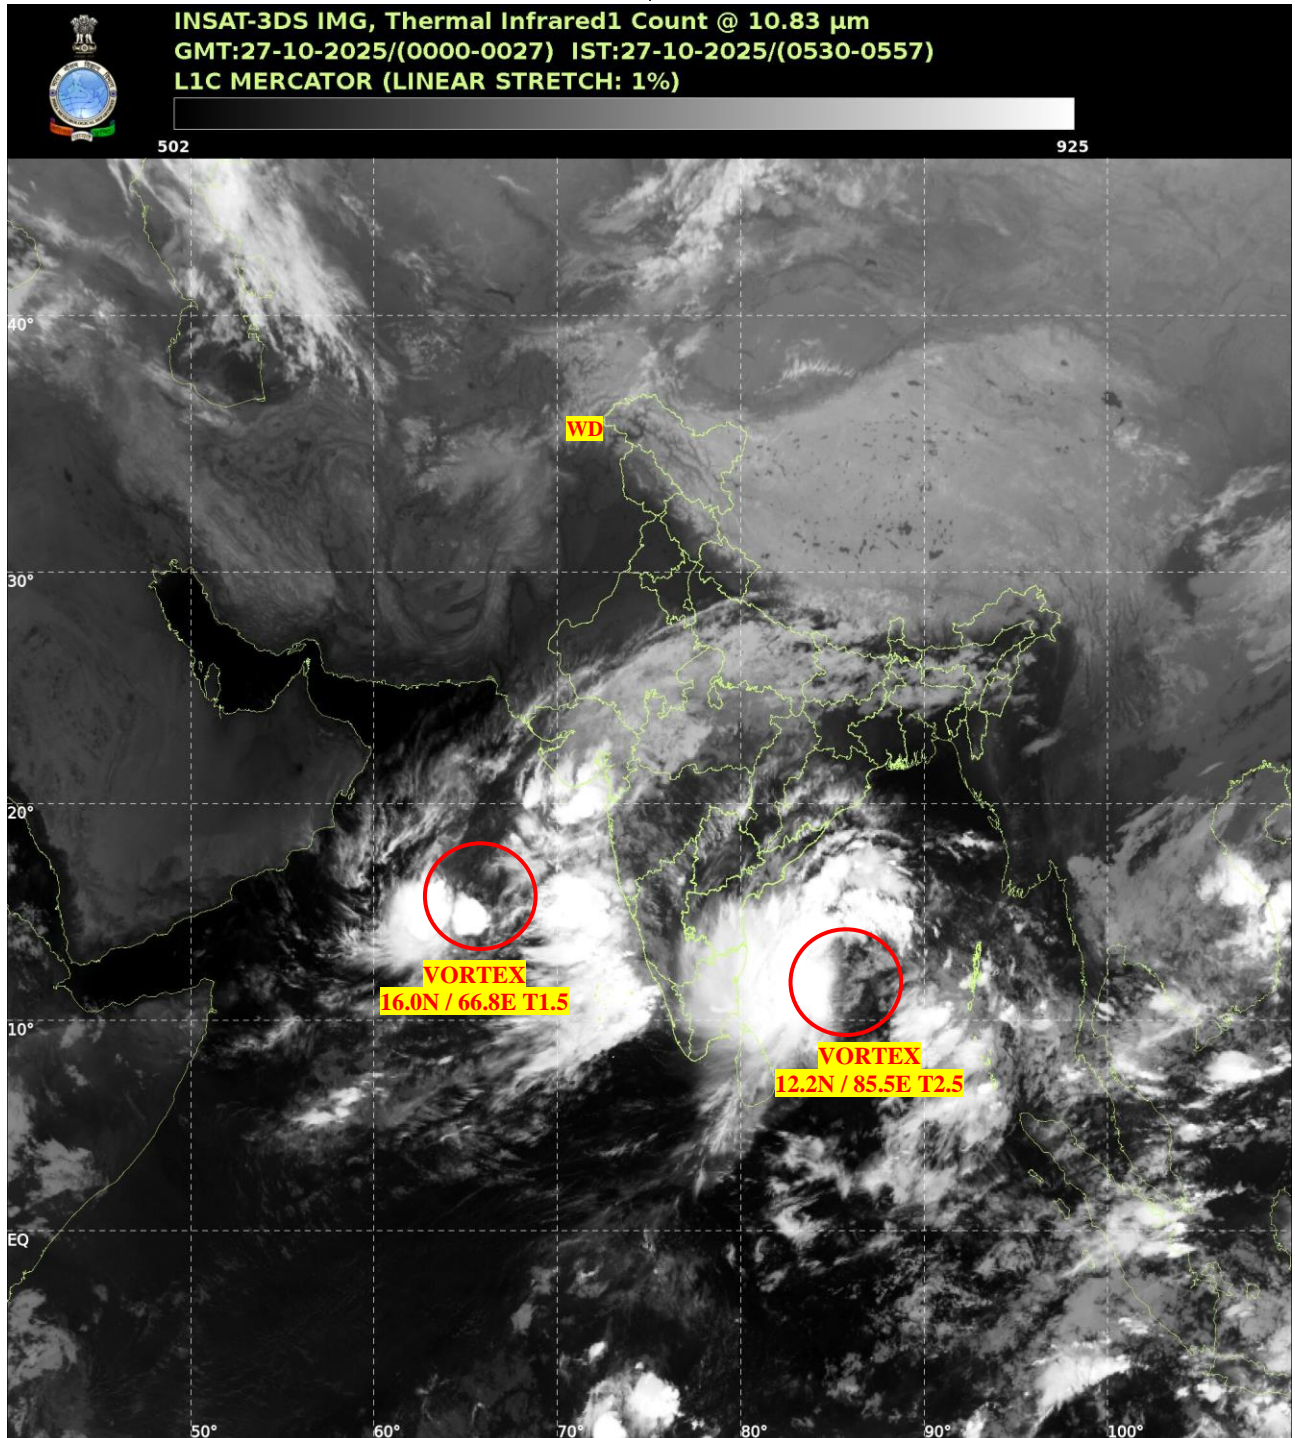 INSAT-3DS IMG, Thermal Infrared1 Count @ 10.83 μm
GMT:27-10-2025/(0000-0027) IST:27-10-2025/(0530-0557)
L1C MERCATOR (LINEAR STRETCH: 1%)
502 925
40°
WD
30°
20°
VORTEX
16.0N / 66.8E T1.5
10°
VORTEX
12.2N / 85.5E T2.5
EQ
50° 60° 70° 80° 90° 100°